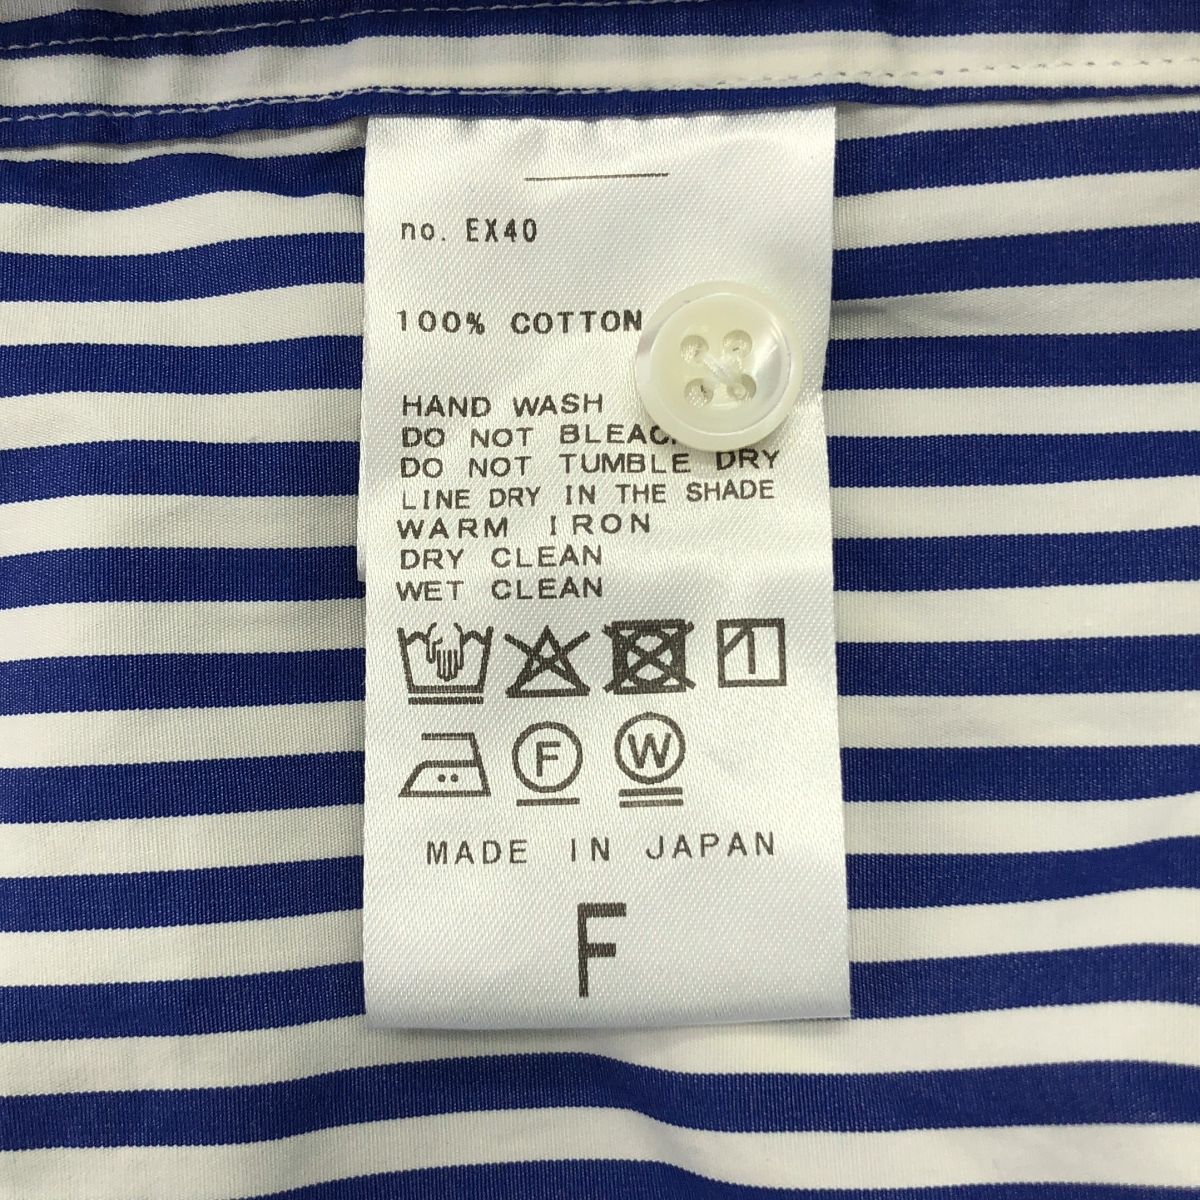 no. EX40
100% COTTON
HAND WASH
DO NOT
DO NOT TUMBLE DRY
LINE DRY IN THE SHADE
WARM IRON
DRY CLEAN
WET CLEAN
F W
MADE IN JAPAN
F